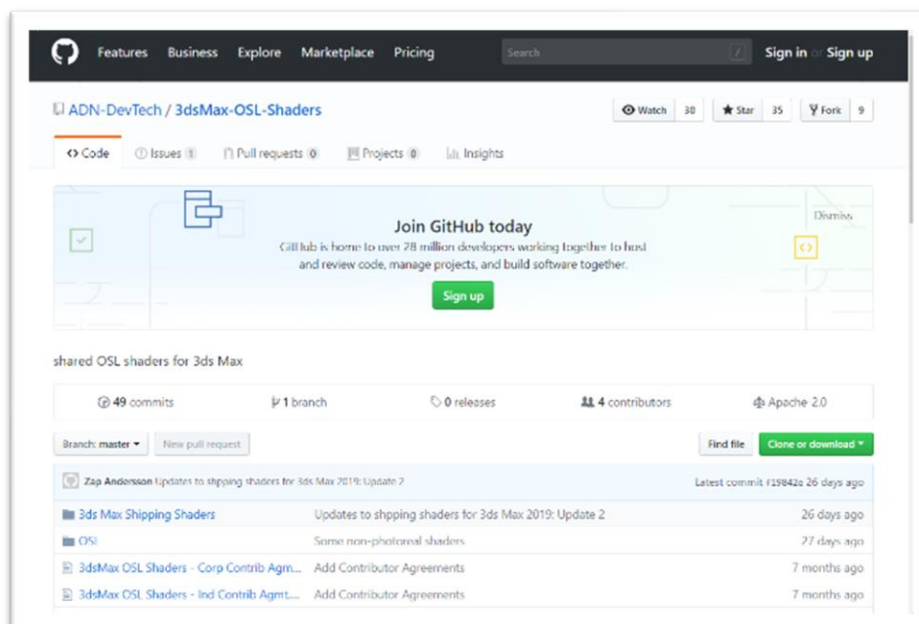 Features Business Explore Marketplace Pricing Search / Sign in or Sign up
ADN-DevTech / 3dsMax-OSL-Shaders Watch 30 Star 35 Fork 9
<> Code Issues 1 Pull requests 0 Projects 0 Insights
Join GitHub today
Dismiss
GitHub is home to over 28 million developers working together to host
and review code, manage projects, and build software together.
Sign up
shared OSL shaders for 3ds Max
49 commits 1 branch 0 releases 4 contributors Apache-2.0
Branch: master New pull request Find file Clone or download
Zap Andersson Updates to shpping shaders for 3ds Max 2019: Update 2 Latest commit f19842e 26 days ago
3ds Max Shipping Shaders Updates to shpping shaders for 3ds Max 2019: Update 2 26 days ago
OSL Some non-photoreal shaders 27 days ago
3dsMax OSL Shaders - Corp Contrib Agm... Add Contributor Agreements 7 months ago
3dsMax OSL Shaders - Ind Contrib Agmt.... Add Contributor Agreements 7 months ago